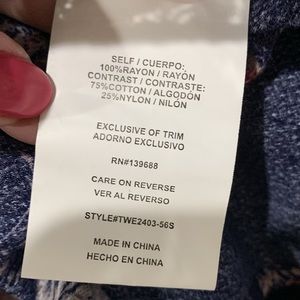 SELF / CUERPO:
100%RAYON / RAYÓN
CONTRAST / CONTRASTE:
75%COTTON / ALGODÓN
25%NYLON / NILÓN
EXCLUSIVE OF TRIM
ADORNO EXCLUSIVO
RN#139688
CARE ON REVERSE
VER AL REVERSO
STYLE#TWE2403-56S
MADE IN CHINA
HECHO EN CHINA